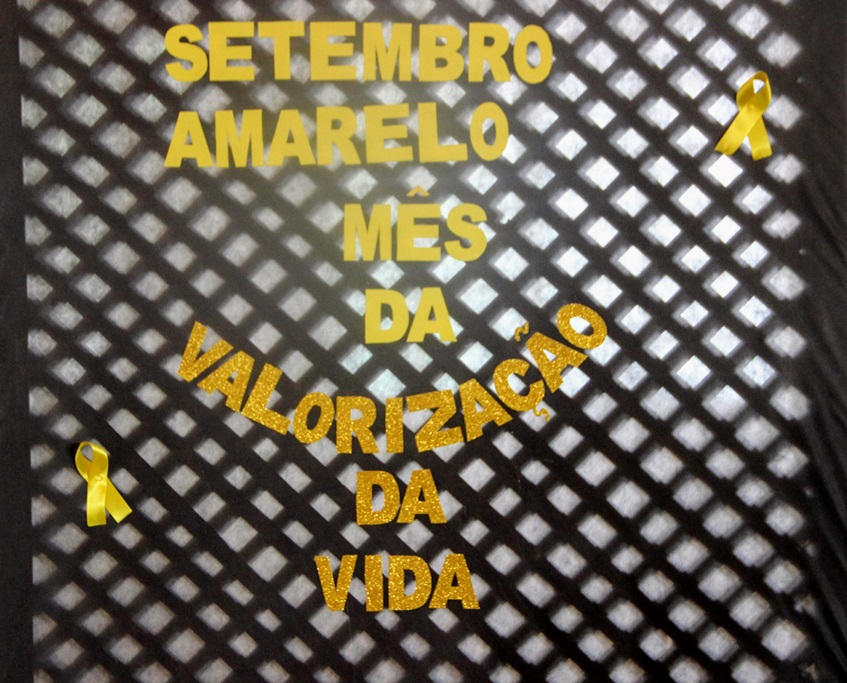 SETEMBRO
AMARELO
MÊS
DA
VALORIZAÇÃO
DA
VIDA